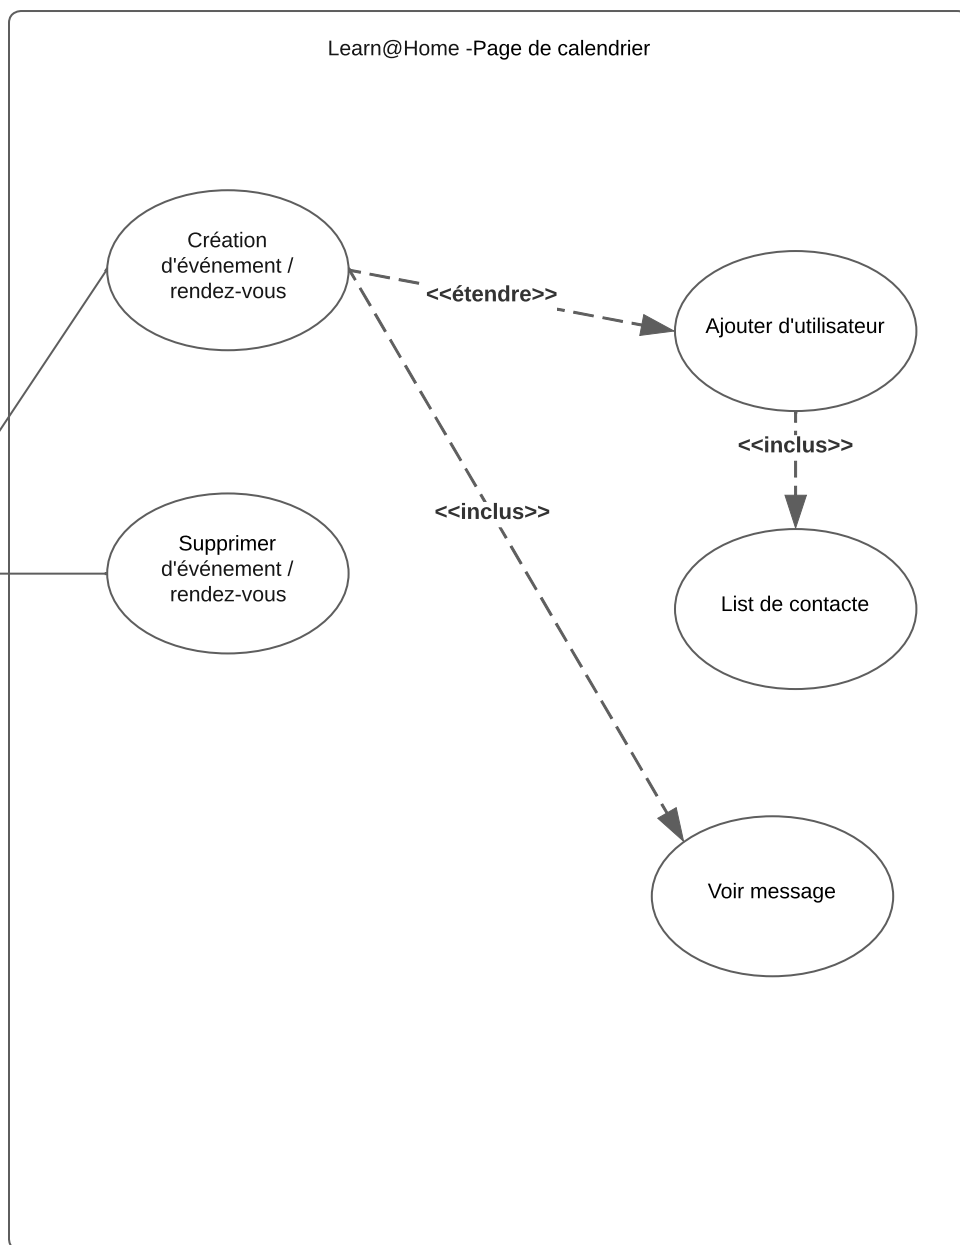 Learn@Home -Page de calendrier
Création
d'événement /
rendez-vous
<<étendre>>
Ajouter d'utilisateur
<<inclus>>
<<inclus>>
Supprimer
d'événement /
rendez-vous
List de contacte
Voir message